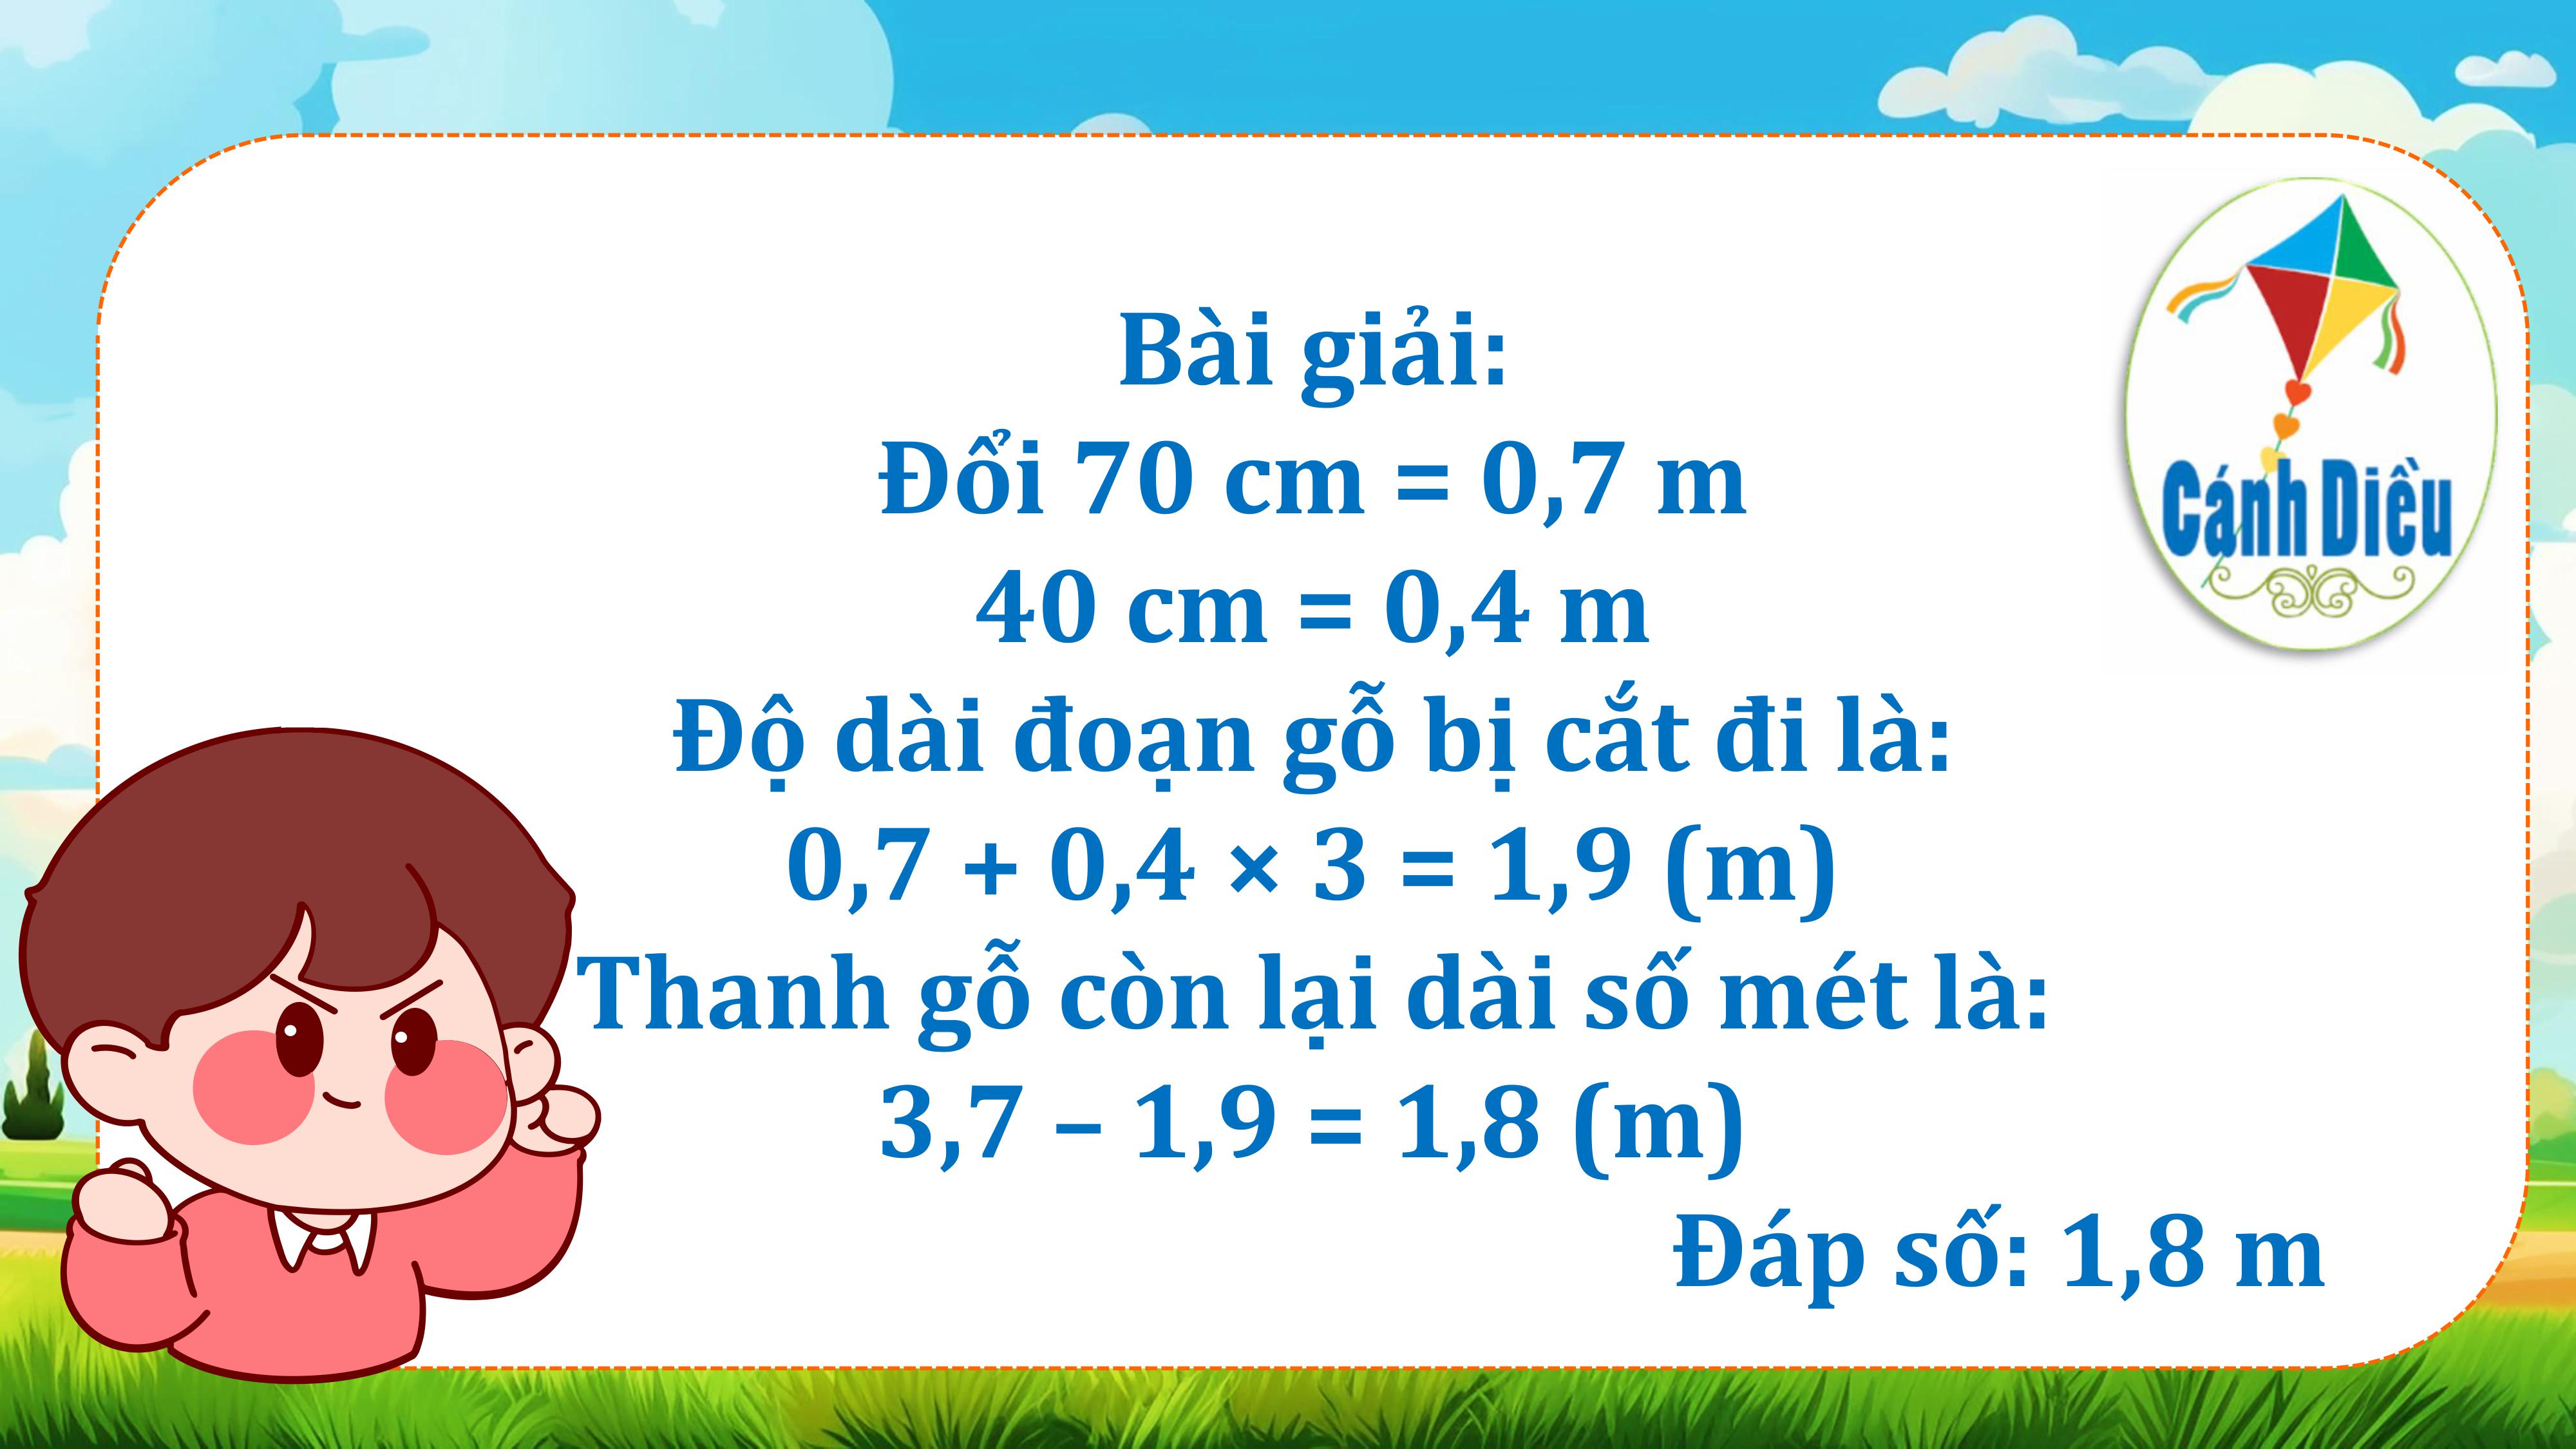 Bài giải:
Đổi 70 cm = 0,7 m
40 cm = 0,4 m
Độ dài đoạn gỗ bị cắt đi là:
0,7 + 0,4 × 3 = 1,9 (m)
Thanh gỗ còn lại dài số mét là:
3,7 – 1,9 = 1,8 (m)
Đáp số: 1,8 m
Cánh Diều